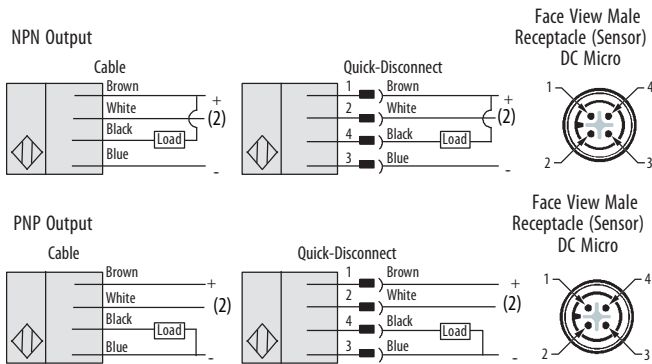 NPN Output
Face View Male
Receptacle (Sensor)
DC Micro
Cable
Quick-Disconnect
Brown
+
White
(2)
Black
Load
Blue
-
1 Brown
+
2 White
(2)
4 Black
Load
3 Blue
-
1
4
2
3
PNP Output
Face View Male
Receptacle (Sensor)
DC Micro
Cable
Quick-Disconnect
Brown
+
White
(2)
Black
Load
Blue
-
1 Brown
+
2 White
(2)
4 Black
Load
3 Blue
-
1
4
2
3